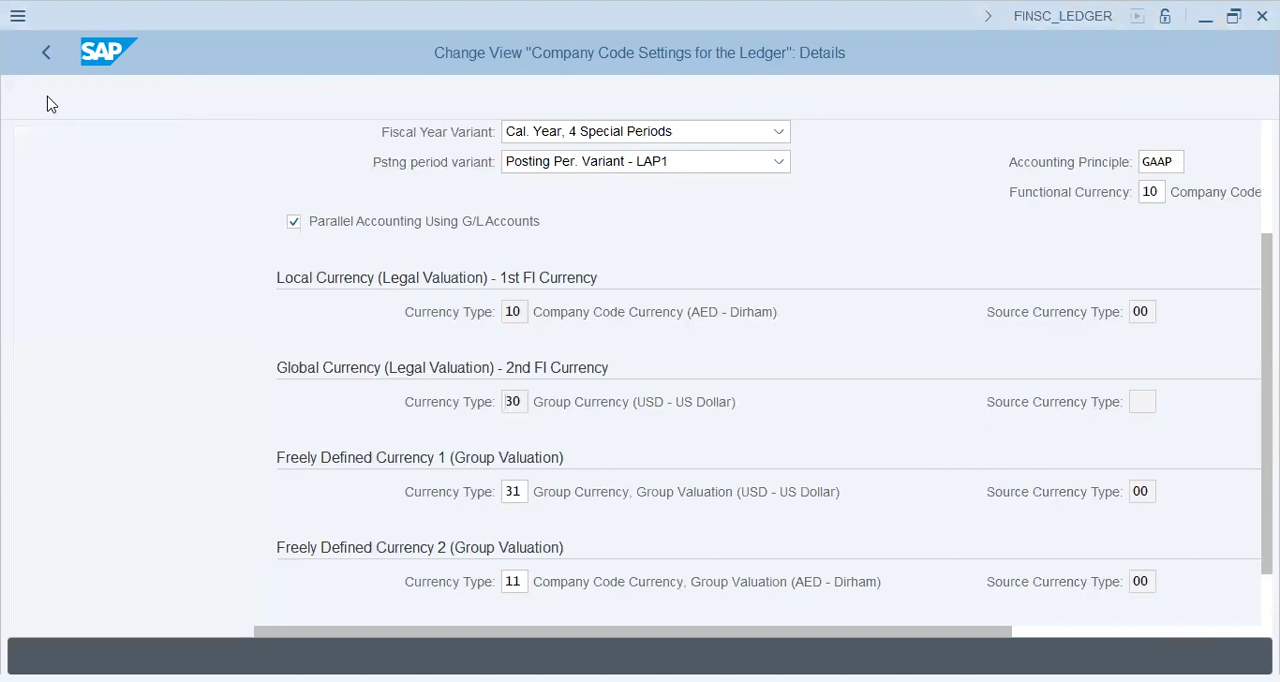 FINSC_LEDGER
SAP
Change View "Company Code Settings for the Ledger": Details
Fiscal Year Variant: Cal. Year, 4 Special Periods
Pstng period variant: Posting Per. Variant - LAP1 Accounting Principle: GAAP
Functional Currency: 10 Company Code
Parallel Accounting Using G/L Accounts
Local Currency (Legal Valuation) - 1st FI Currency
Currency Type: 10 Company Code Currency (AED - Dirham) Source Currency Type: 00
Global Currency (Legal Valuation) - 2nd FI Currency
Currency Type: 30 Group Currency (USD - US Dollar) Source Currency Type:
Freely Defined Currency 1 (Group Valuation)
Currency Type: 31 Group Currency, Group Valuation (USD - US Dollar) Source Currency Type: 00
Freely Defined Currency 2 (Group Valuation)
Currency Type: 11 Company Code Currency, Group Valuation (AED - Dirham) Source Currency Type: 00